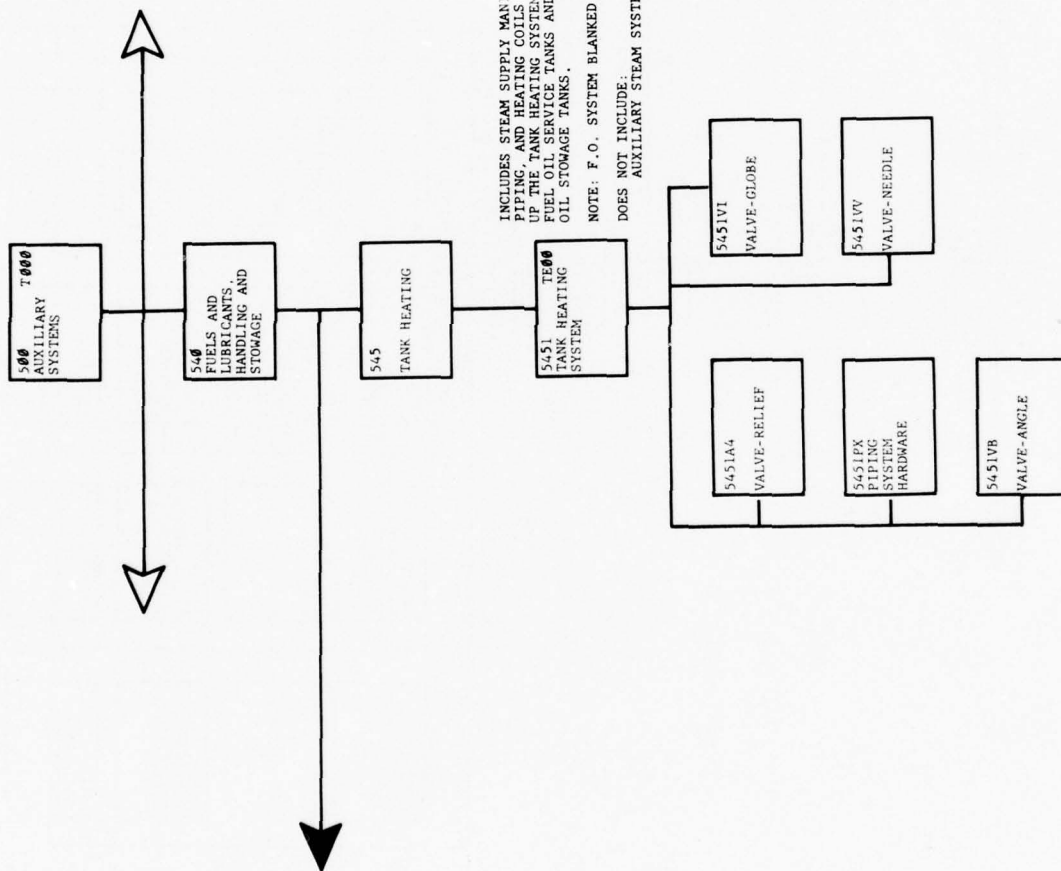 500 T000
AUXILIARY
SYSTEMS
540
FUELS AND
LUBRICANTS,
HANDLING AND
STOWAGE
545
TANK HEATING
5451 TE00
TANK HEATING
SYSTEM
INCLUDES STEAM SUPPLY
PIPING, AND HEATING COILS
UP THE TANK HEATING
FUEL OIL SERVICE TANKS AND
OIL STOWAGE TANKS.
NOTE: F.O. SYSTEM BLANKED
DOES NOT INCLUDE:
AUXILIARY STEAM
5451A4
VALVE-RELIEF
5451PX
PIPING
SYSTEM
HARDWARE
5451VB
VALVE-ANGLE
5451VI
VALVE-GLOBE
5451VV
VALVE-NEEDLE